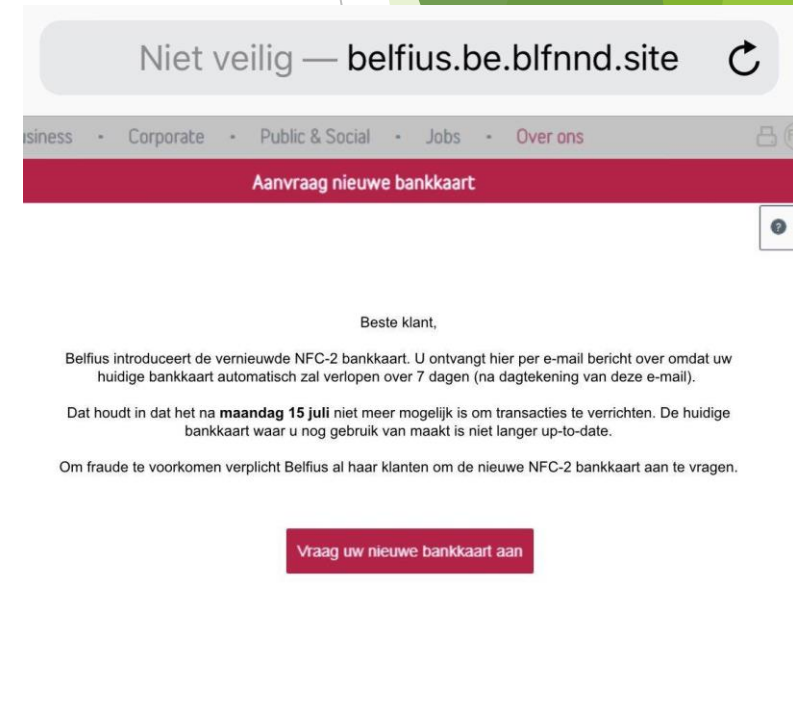 Niet veilig — belfius.be.blfnnd.site
Corporate - Public & Social - Jobs - Over ons
Aanvraag nieuwe bankkaart
?
Beste klant,
Belfius introduceert de vernieuwde NFC-2 bankkaart. U ontvangt hier per e-mail bericht over omdat uw
huidige bankkaart automatisch zal verlopen over 7 dagen (na dagtekening van deze e-mail).
Dat houdt in dat het na maandag 15 juli niet meer mogelijk is om transacties te verrichten. De huidige
bankkaart waar u nog gebruik van maakt is niet langer up-to-date.
Om fraude te voorkomen verplicht Belfius al haar klanten om de nieuwe NFC-2 bankkaart aan te vragen.
Vraag uw nieuwe bankkaart aan